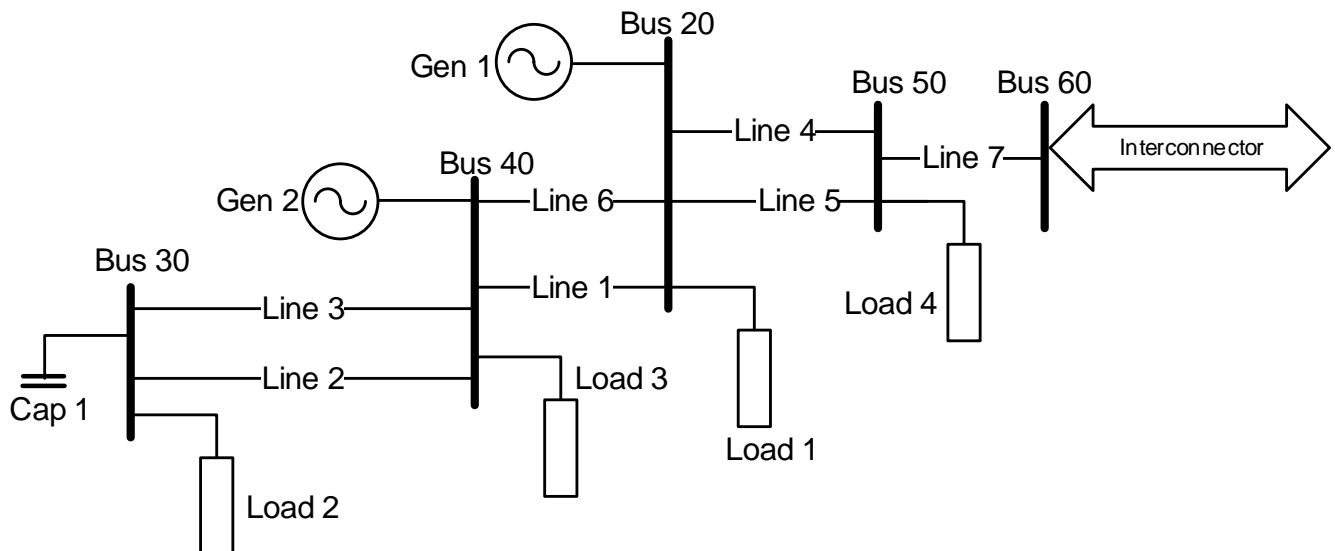 Bus 20
Gen 1
Bus 50
Bus 60
Line 4
Interconnector
Line 7
Bus 40
Gen 2
Line 6
Line 5
Bus 30
Line 1
Line 3
Load 4
Load 3
Line 2
Cap 1
Load 1
Load 2